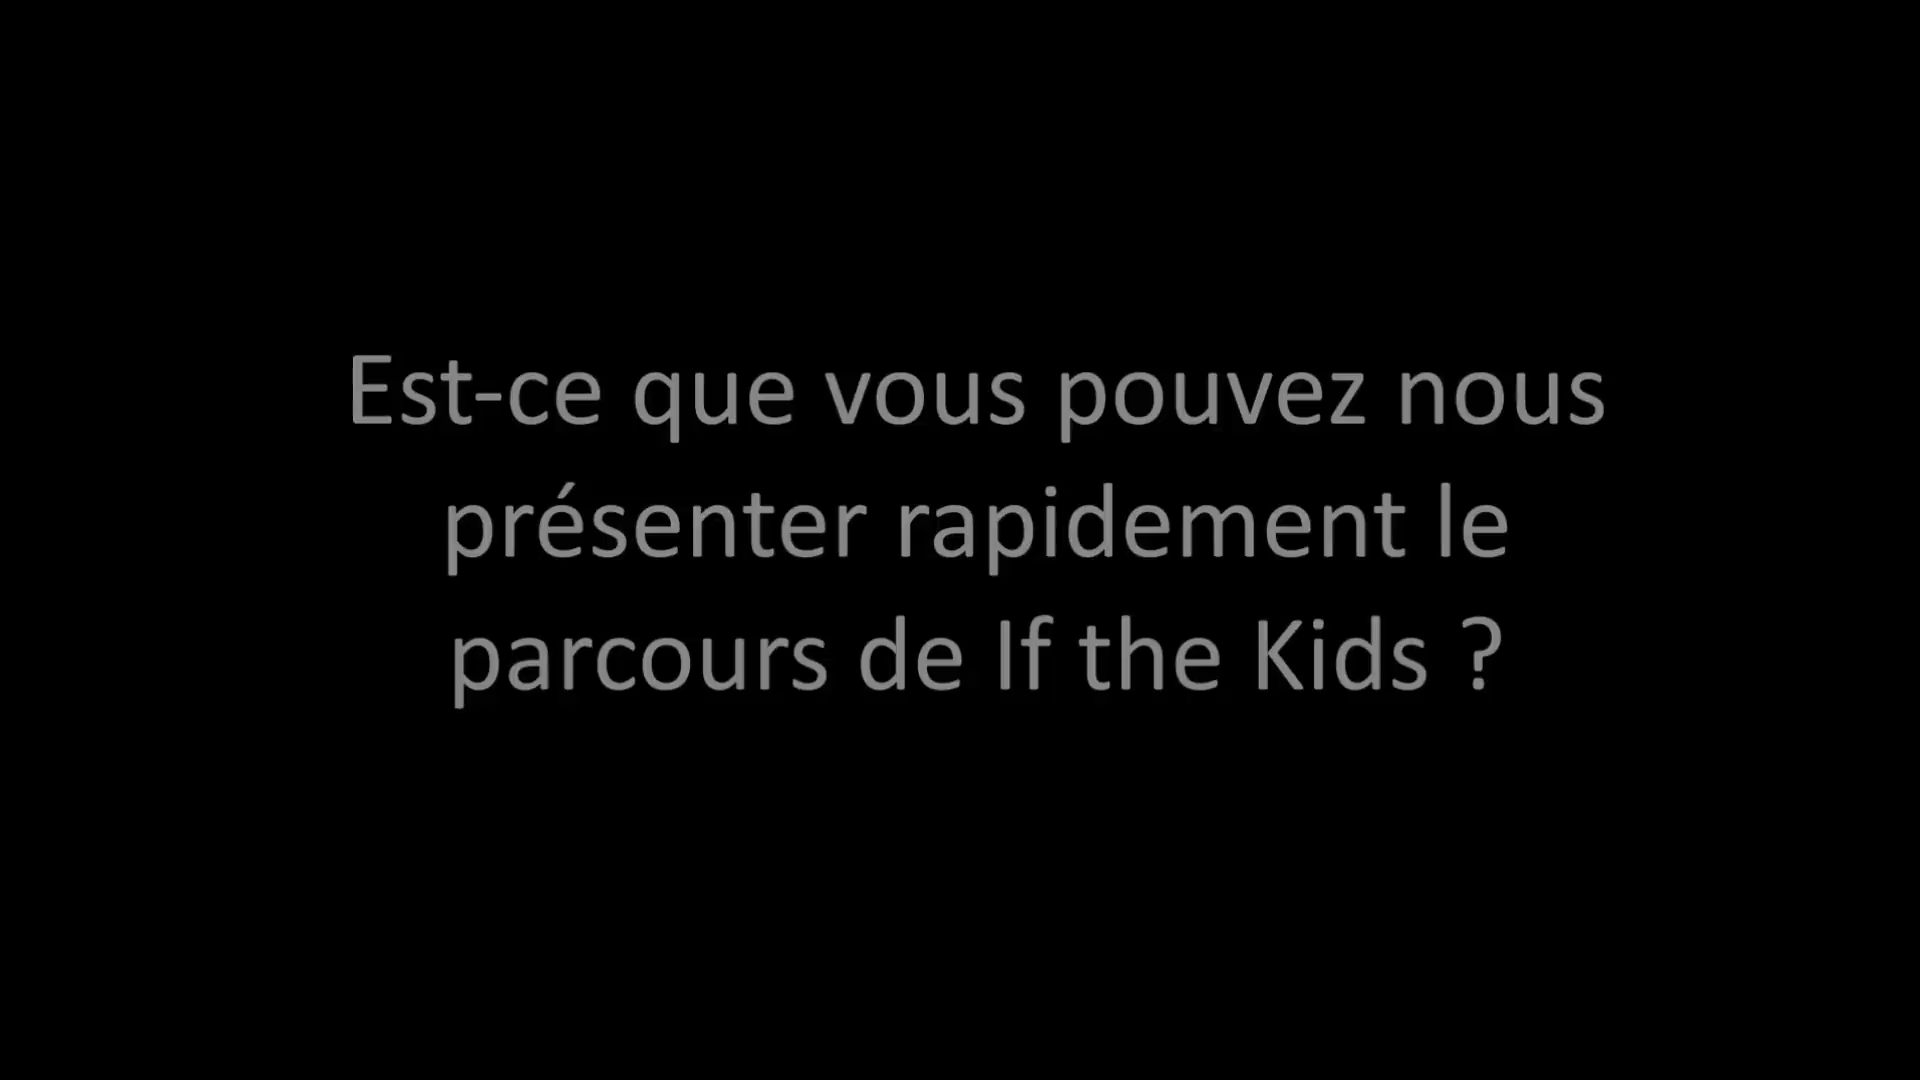 Est-ce que vous pouvez nous
présenter rapidement le
parcours de If the Kids ?